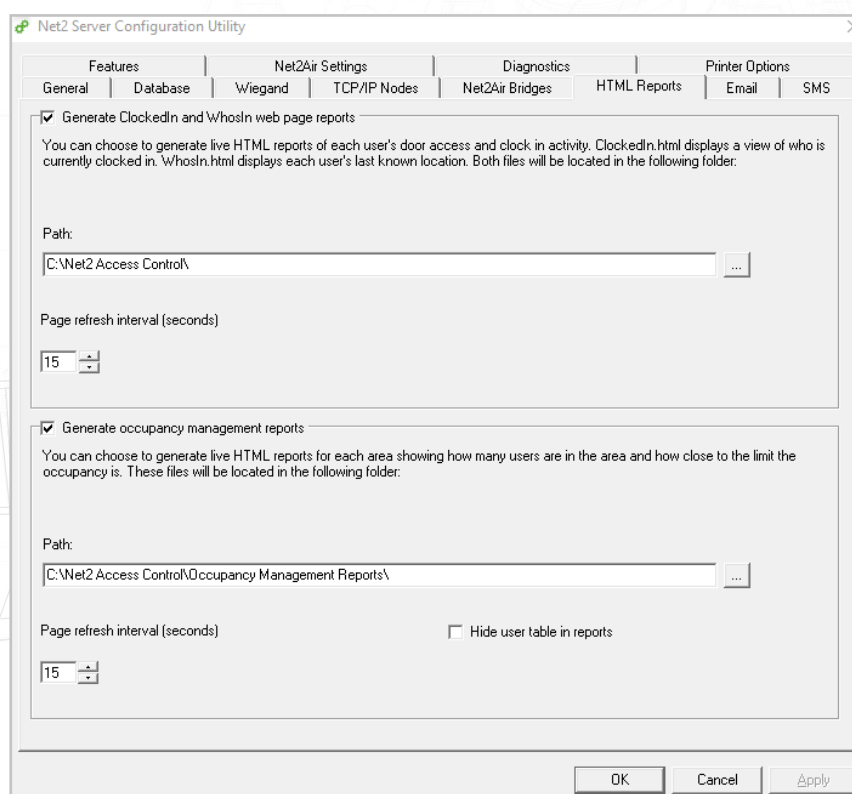 Net2 Server Configuration Utility
Features Net2Air Settings Diagnostics Printer Options
General Database Wiegand TCP/IP Nodes Net2Air Bridges HTML Reports Email SMS
Generate ClockedIn and WhosIn web page reports
You can choose to generate live HTML reports of each user's door access and clock in activity. ClockedIn.html displays a view of who is
currently clocked in. WhosIn.html displays each user's last known location. Both files will be located in the following folder:
Path:
C:\Net2 Access Control\
...
Page refresh interval (seconds)
15
Generate occupancy management reports
You can choose to generate live HTML reports for each area showing how many users are in the area and how close to the limit the
occupancy is. These files will be located in the following folder:
Path:
C:\Net2 Access Control\Occupancy Management Reports\
...
Page refresh interval (seconds)
Hide user table in reports
15
OK Cancel Apply